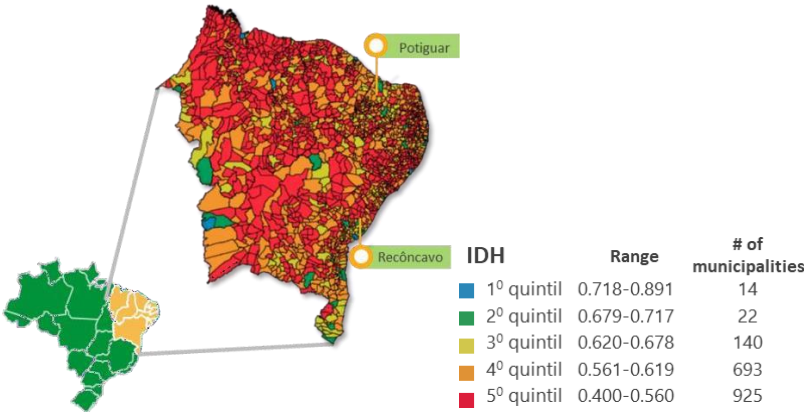 Potiguar
Recôncavo
IDH Range # of municipalities
1⁰ quintil 0.718-0.891 14
2⁰ quintil 0.679-0.717 22
3⁰ quintil 0.620-0.678 140
4⁰ quintil 0.561-0.619 693
5⁰ quintil 0.400-0.560 925